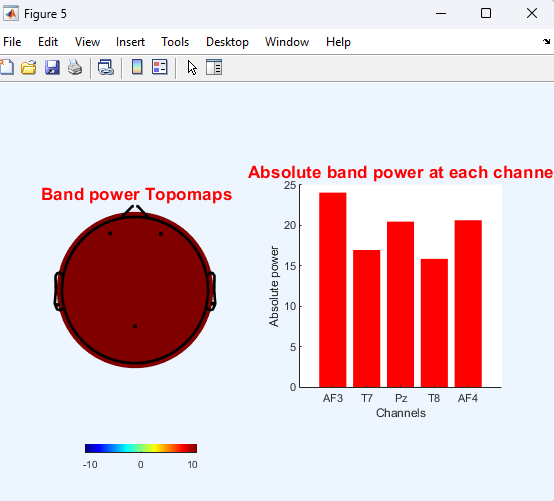 Figure 5
File Edit View Insert Tools Desktop Window Help
Band power Topomaps
-10 0 10
Absolute band power at each channe
Absolute power
25
20
15
10
5
0
AF3 T7 Pz T8 AF4
Channels